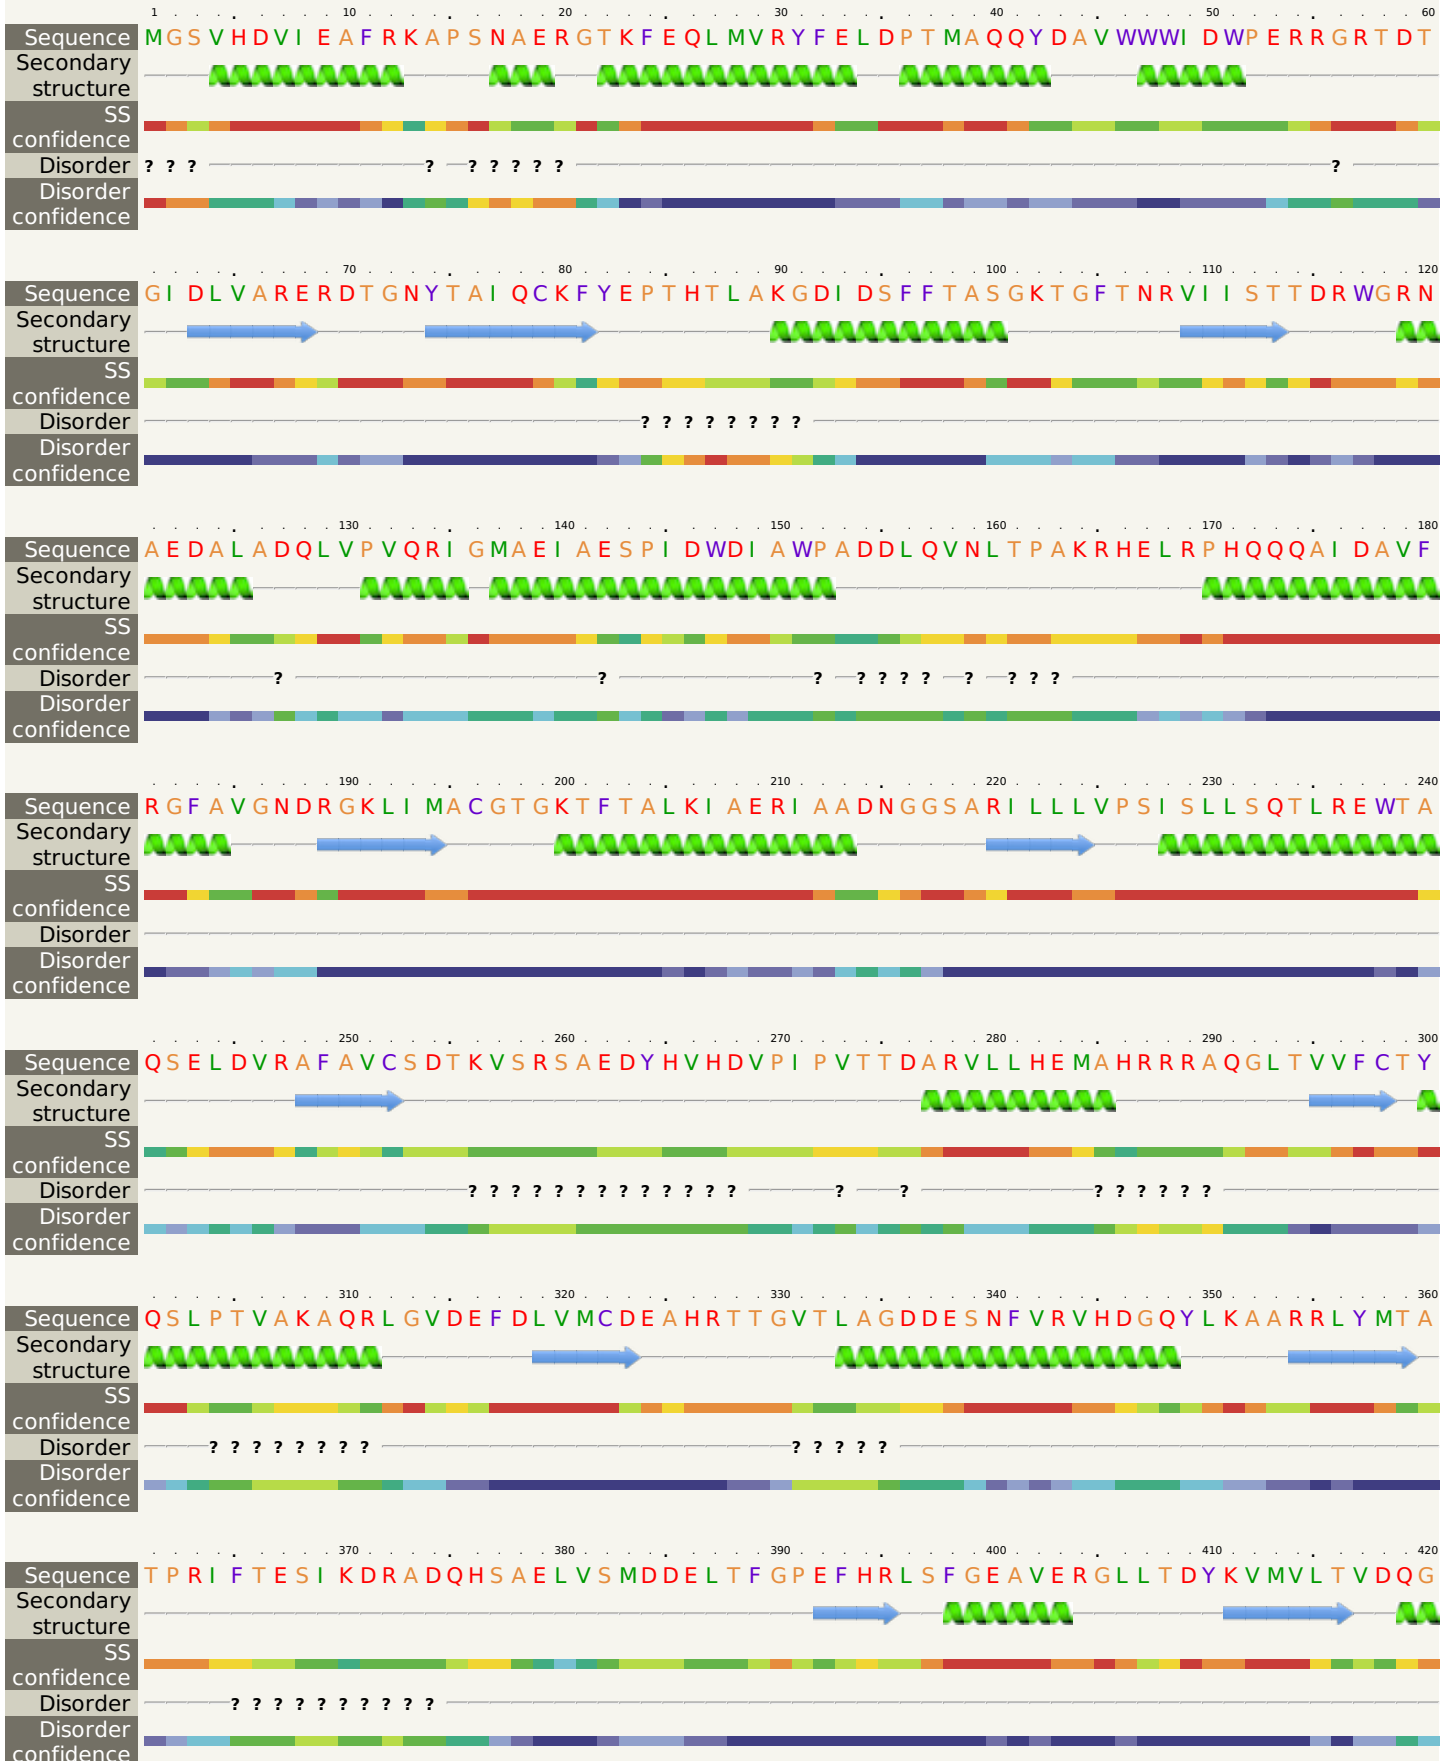 1 10 20 30 40 50 60
Sequence MGSVHDVIEAFRKAPSNAERGTKFEQLMVRYFELDPTMAQQYDAVWWWIDWPERRGRTDT
Secondary
structure
SS
confidence
Disorder ? ? ? ? ? ? ? ? ? ?
Disorder
confidence
70 80 90 100 110 120
Sequence GIDLVARERDTGNYTAIQCKFYEPTHTLAKGDIDSFFTASGKTGFTNRVIISTTDRWGRN
Secondary
structure
SS
confidence
Disorder ? ? ? ? ? ? ? ?
Disorder
confidence
130 140 150 160 170 180
Sequence AEDALADQLVPVQRIGMAEIAESPIDWDIAWPADDLQVNLTPAKRHELRPHQQQAIDAVF
Secondary
structure
SS
confidence
Disorder ? ? ? ? ? ? ? ? ? ? ?
Disorder
confidence
190 200 210 220 230 240
Sequence RGFAVGNDRGKLIMACGTGKTFTALKIAERIAADNGGSARILLLVPSISLLSQTLREWTA
Secondary
structure
SS
confidence
Disorder
Disorder
confidence
250 260 270 280 290 300
Sequence QSELDVRAFAVCSDTKVSRSAEDYHVHDVPIPVTTDARVLLHEMAHRRRAQGLTVVFCTY
Secondary
structure
SS
confidence
Disorder ? ? ? ? ? ? ? ? ? ? ? ? ? ? ? ? ? ? ? ? ?
Disorder
confidence
310 320 330 340 350 360
Sequence QSLPTVAKAQRLGVDEFDLVMCDEAHRTTGVTLAGDDESNFVRVHDGQYLKAARRLYMTA
Secondary
structure
SS
confidence
Disorder ? ? ? ? ? ? ? ? ? ? ? ? ?
Disorder
confidence
370 380 390 400 410 420
Sequence TPRIFTESIKDRADQHSAELVSMDDELTFGPEFHRLSFGEAVERGLLTDYKVMVLTVDQG
Secondary
structure
SS
confidence
Disorder ? ? ? ? ? ? ? ? ? ?
Disorder
confidence